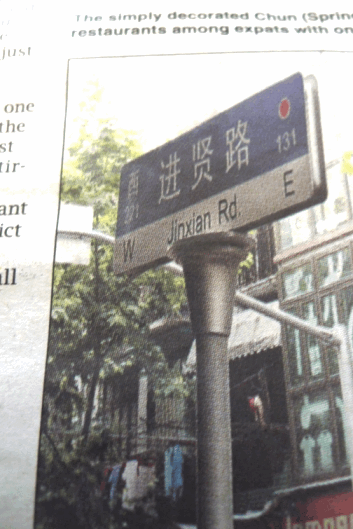 The simply decorated Chun (Spring
restaurants among expats with on
just
one
the
st
tir-
ant
ict
all
西 进贤路
131
W Jinxian Rd. E